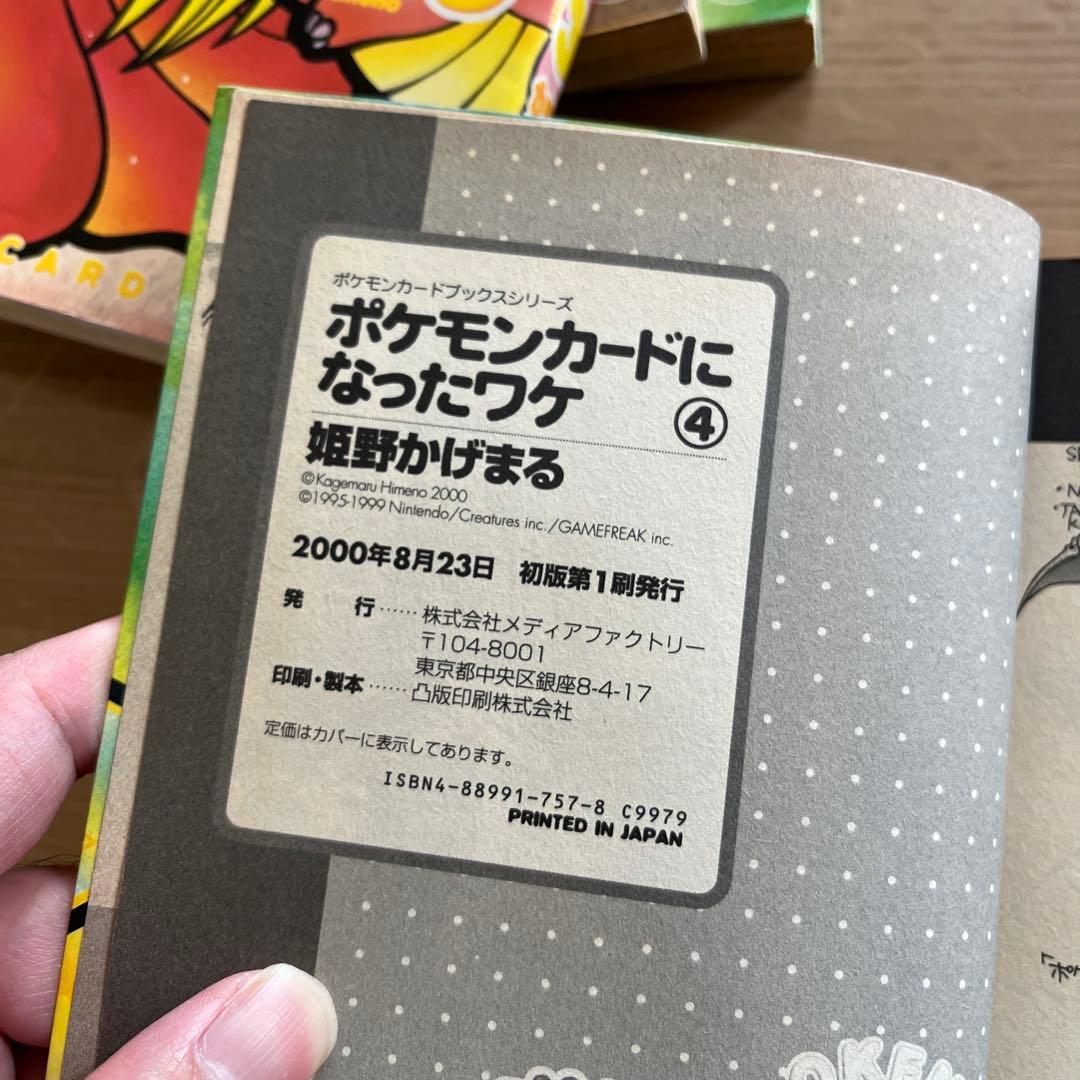 CARD
ポケモンカードブックスシリーズ
ポケモンカードに
なったワケ ④
姫野かげまる
©Kagemaru Himeno 2000
©1995-1999 Nintendo/Creatures inc./GAMEFREAK inc.
2000年8月23日 初版第1刷発行
発 行……株式会社メディアファクトリー
〒104-8001
東京都中央区銀座8-4-17
印刷・製本……凸版印刷株式会社
定価はカバーに表示してあります。
ISBN4-88991-757-8 C9979
PRINTED IN JAPAN